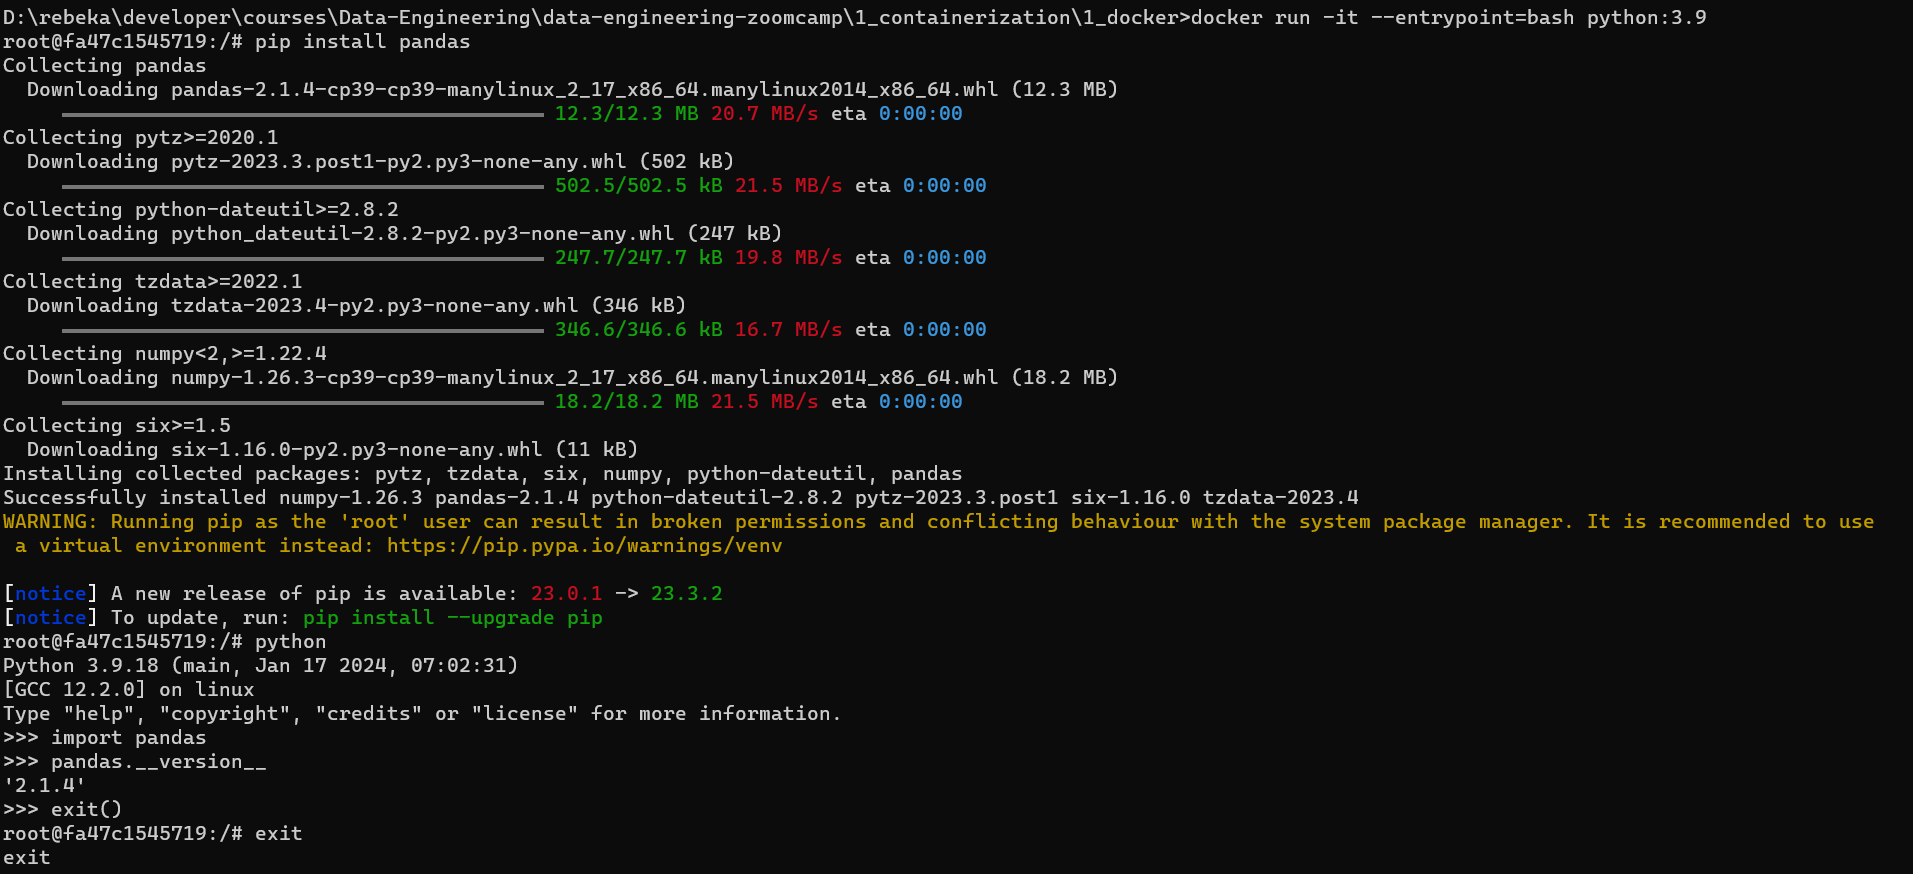 D:\rebeka\developer\courses\Data-Engineering\data-engineering-zoomcamp\1_containerization\1_docker>docker run -it --entrypoint=bash python:3.9
root@fa47c1545719:/# pip install pandas
Collecting pandas
  Downloading pandas-2.1.4-cp39-cp39-manylinux_2_17_x86_64.manylinux2014_x86_64.whl (12.3 MB)
12.3/12.3 MB 20.7 MB/s eta 0:00:00
Collecting pytz>=2020.1
  Downloading pytz-2023.3.post1-py2.py3-none-any.whl (502 kB)
502.5/502.5 kB 21.5 MB/s eta 0:00:00
Collecting python-dateutil>=2.8.2
  Downloading python_dateutil-2.8.2-py2.py3-none-any.whl (247 kB)
247.7/247.7 kB 19.8 MB/s eta 0:00:00
Collecting tzdata>=2022.1
  Downloading tzdata-2023.4-py2.py3-none-any.whl (346 kB)
346.6/346.6 kB 16.7 MB/s eta 0:00:00
Collecting numpy<2,>=1.22.4
  Downloading numpy-1.26.3-cp39-cp39-manylinux_2_17_x86_64.manylinux2014_x86_64.whl (18.2 MB)
18.2/18.2 MB 21.5 MB/s eta 0:00:00
Collecting six>=1.5
  Downloading six-1.16.0-py2.py3-none-any.whl (11 kB)
Installing collected packages: pytz, tzdata, six, numpy, python-dateutil, pandas
Successfully installed numpy-1.26.3 pandas-2.1.4 python-dateutil-2.8.2 pytz-2023.3.post1 six-1.16.0 tzdata-2023.4
WARNING: Running pip as the 'root' user can result in broken permissions and conflicting behaviour with the system package manager. It is recommended to use
 a virtual environment instead: https://pip.pypa.io/warnings/venv
[notice] A new release of pip is available: 23.0.1 -> 23.3.2
[notice] To update, run: pip install --upgrade pip
root@fa47c1545719:/# python
Python 3.9.18 (main, Jan 17 2024, 07:02:31)
[GCC 12.2.0] on linux
Type "help", "copyright", "credits" or "license" for more information.
>>> import pandas
>>> pandas.__version__
'2.1.4'
>>> exit()
root@fa47c1545719:/# exit
exit